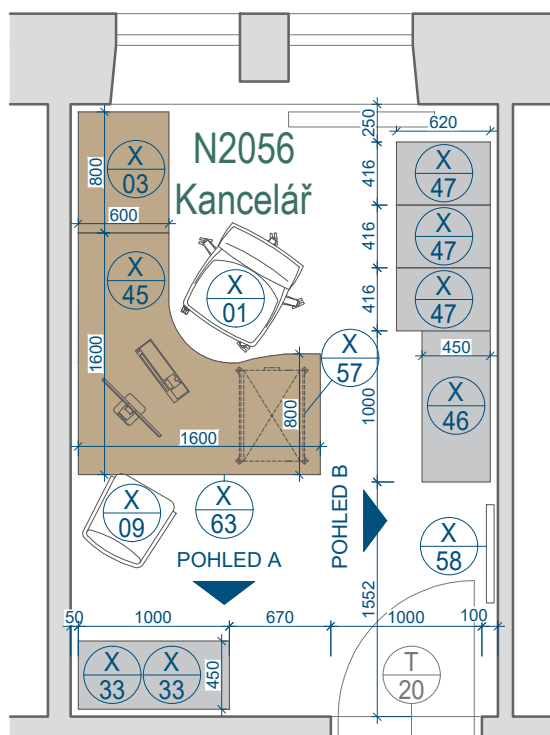 N2056
Kancelář
250
620
X
03
800
600
X
47
416
X
47
416
X
47
416
X
45
X
01
1600
X
57
450
800
1000
X
46
1600
X
09
X
63
POHLED A
POHLED B
X
58
1552
50
1000
670
1000
100
X
33
X
33
450
T
20